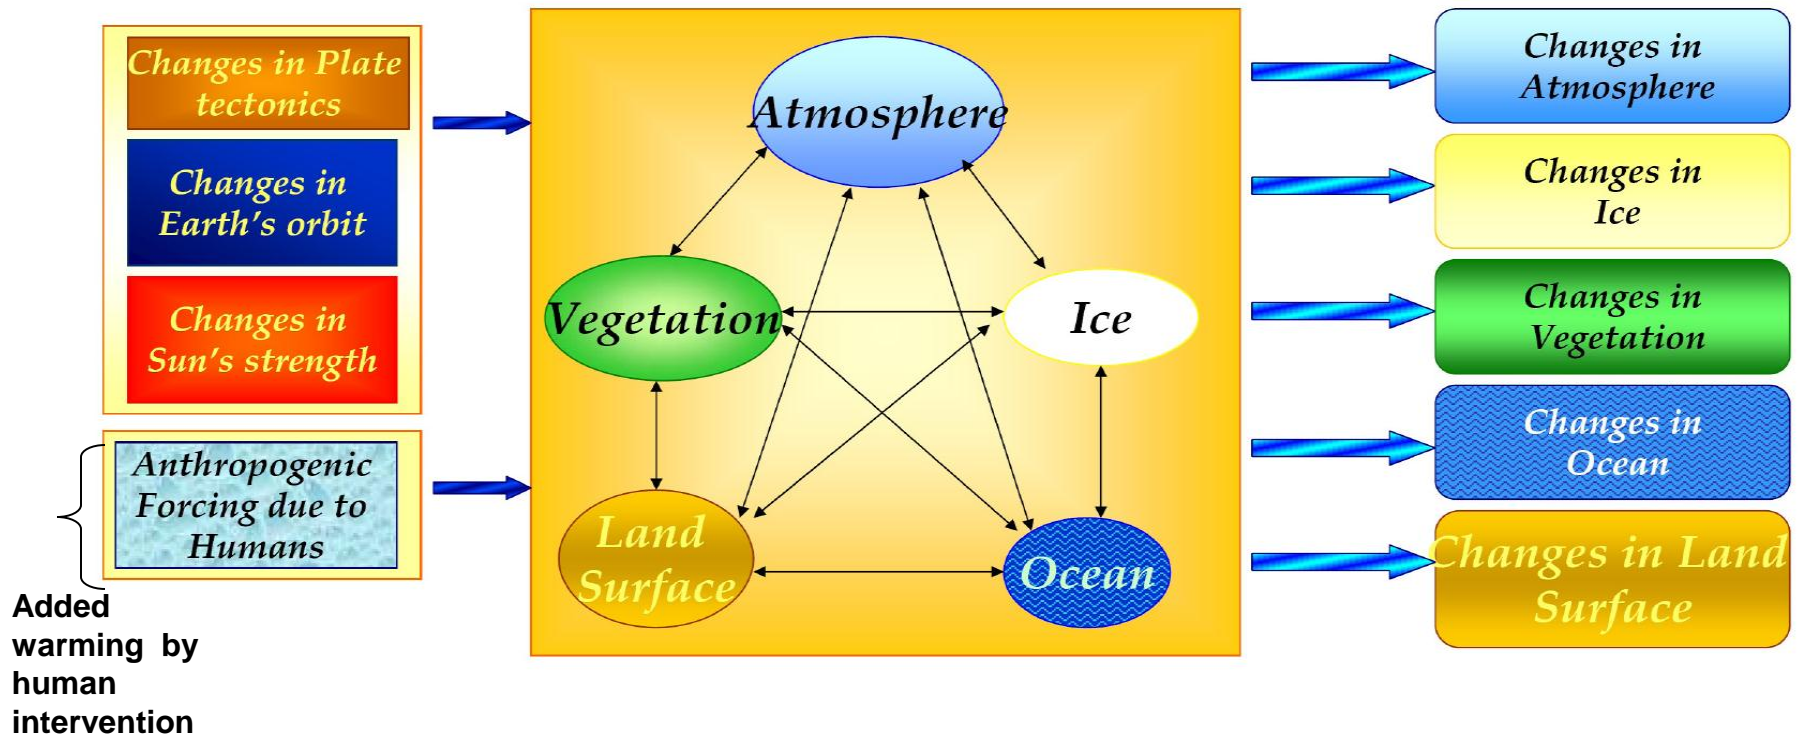 Changes in Plate
tectonics
Changes in
Earth's orbit
Changes in
Sun's strength
Anthropogenic
Forcing due to
Humans
Added
warming by
human
intervention
Atmosphere
Vegetation
Ice
Land
Surface
Ocean
Changes in
Atmosphere
Changes in
Ice
Changes in
Vegetation
Changes in
Ocean
Changes in Land
Surface